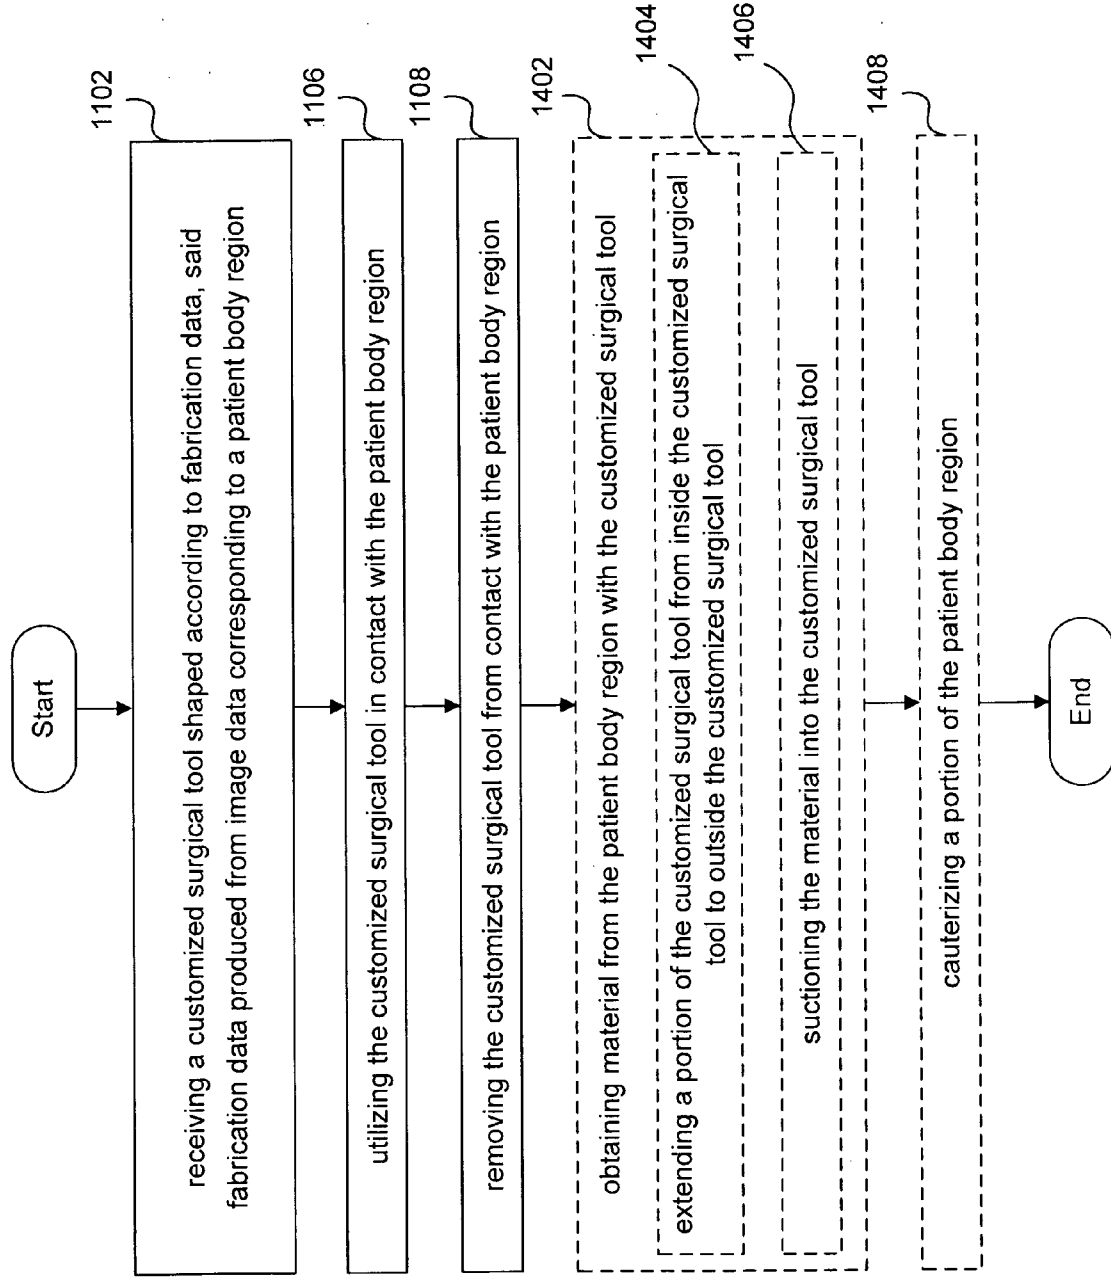 Start
1102
receiving a customized surgical tool shaped according to fabrication data, said
fabrication data produced from image data corresponding to a patient body region
1106
utilizing the customized surgical tool in contact with the patient body region
1108
removing the customized surgical tool from contact with the patient body region
1402
obtaining material from the patient body region with the customized surgical tool
1404
extending a portion of the customized surgical tool from inside the customized surgical
tool to outside the customized surgical tool
1406
suctioning the material into the customized surgical tool
1408
cauterizing a portion of the patient body region
End